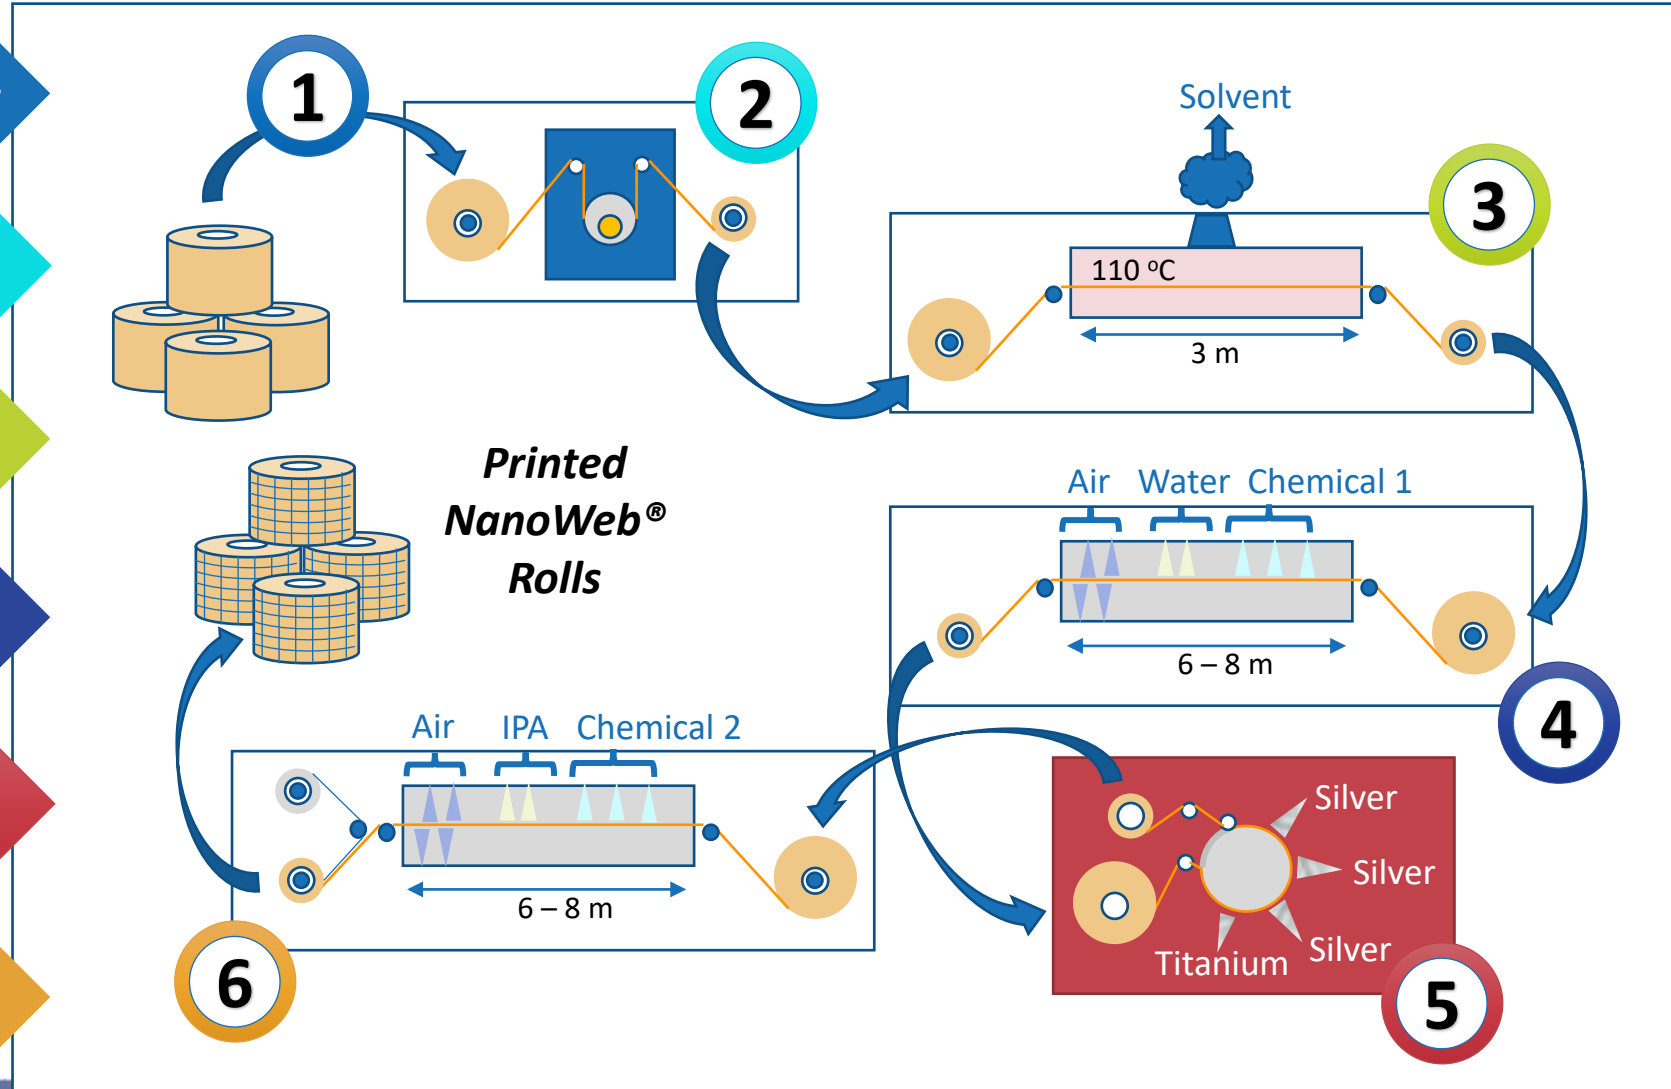 1
2
Solvent
3
110 °C
3 m
Printed
NanoWeb®
Rolls
Air Water Chemical 1
6 – 8 m
4
Air IPA Chemical 2
6 – 8 m
6
Silver
Silver
Silver
Titanium
5